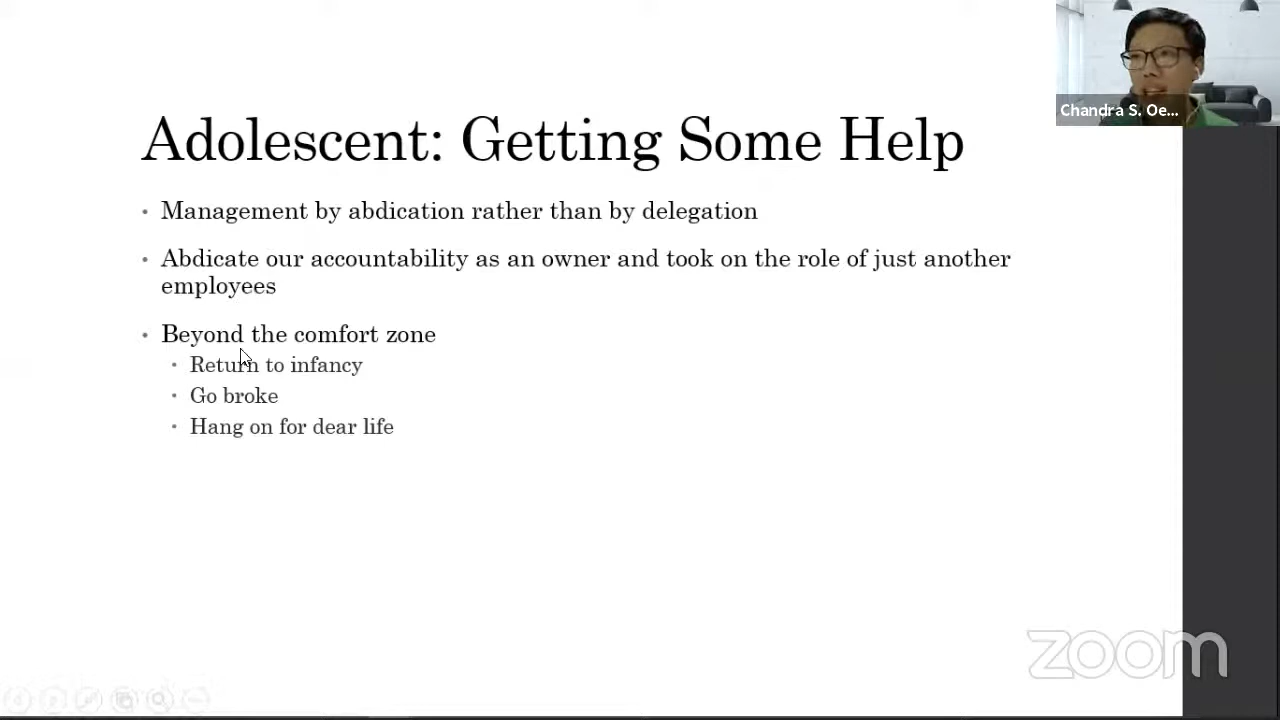 Chandra S. Oe...
Adolescent: Getting Some Help
• Management by abdication rather than by delegation
• Abdicate our accountability as an owner and took on the role of just another
employees
• Beyond the comfort zone
• Return to infancy
• Go broke
• Hang on for dear life
zoom